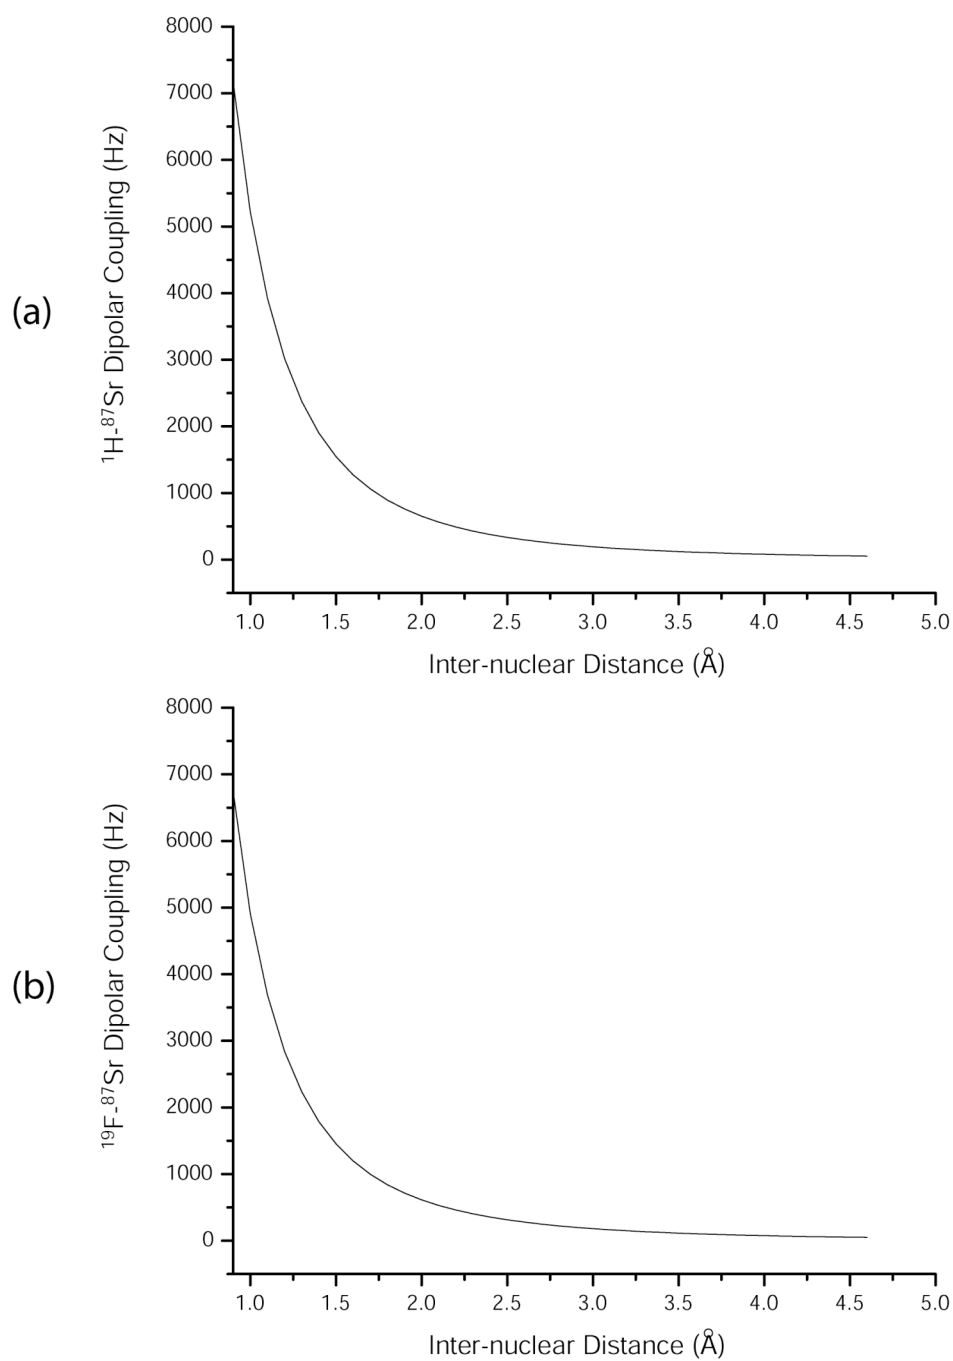 (a)
¹H-⁸⁷Sr Dipolar Coupling (Hz)
8000
7000
6000
5000
4000
3000
2000
1000
0
1.0 1.5 2.0 2.5 3.0 3.5 4.0 4.5 5.0
Inter-nuclear Distance (Å)
(b)
¹⁹F-⁸⁷Sr Dipolar Coupling (Hz)
8000
7000
6000
5000
4000
3000
2000
1000
0
1.0 1.5 2.0 2.5 3.0 3.5 4.0 4.5 5.0
Inter-nuclear Distance (Å)